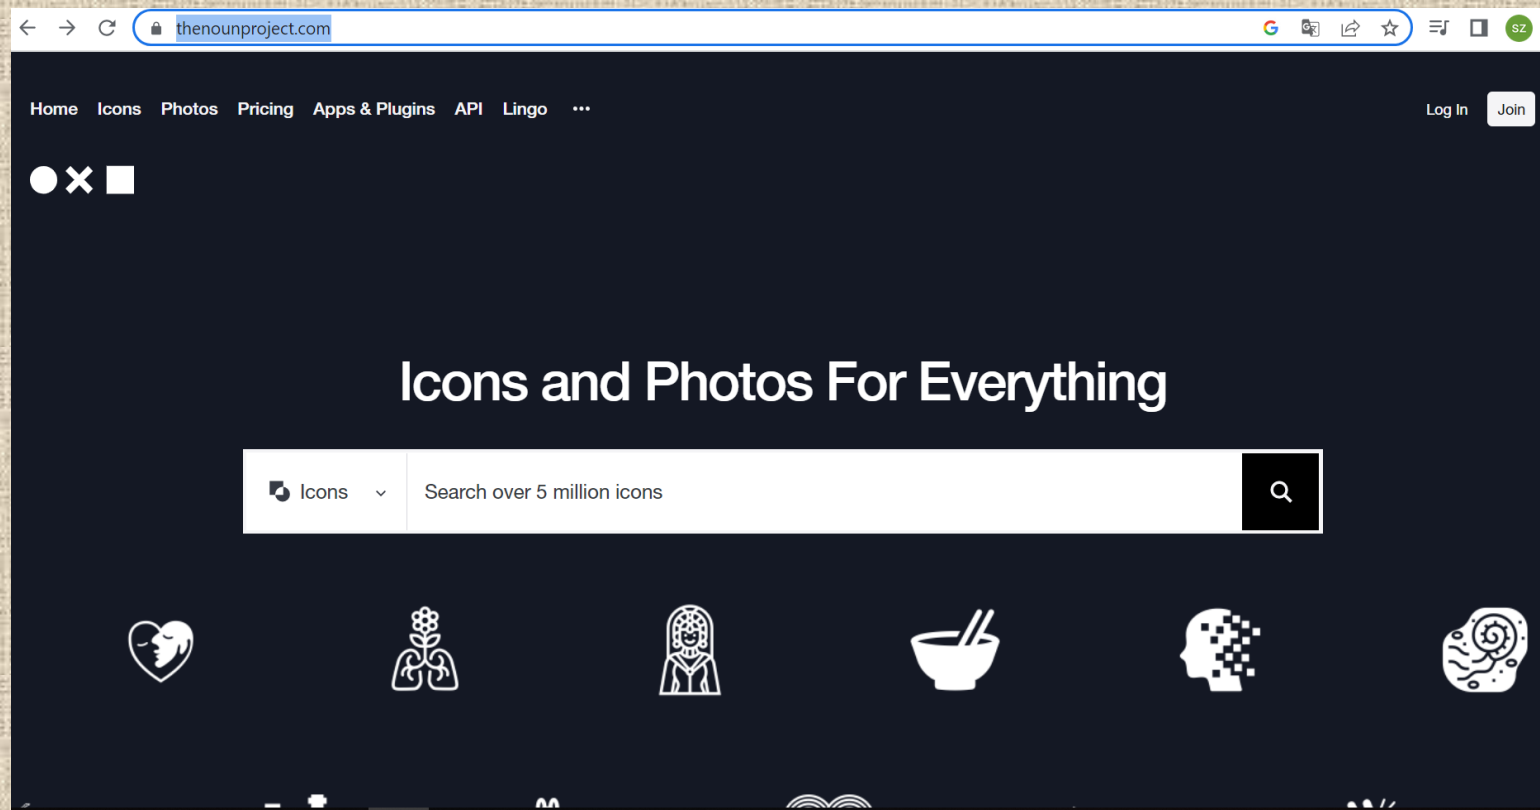 thenounproject.com
SZ
Home Icons Photos Pricing Apps & Plugins API Lingo ···
Log In Join
Icons and Photos For Everything
Icons Search over 5 million icons